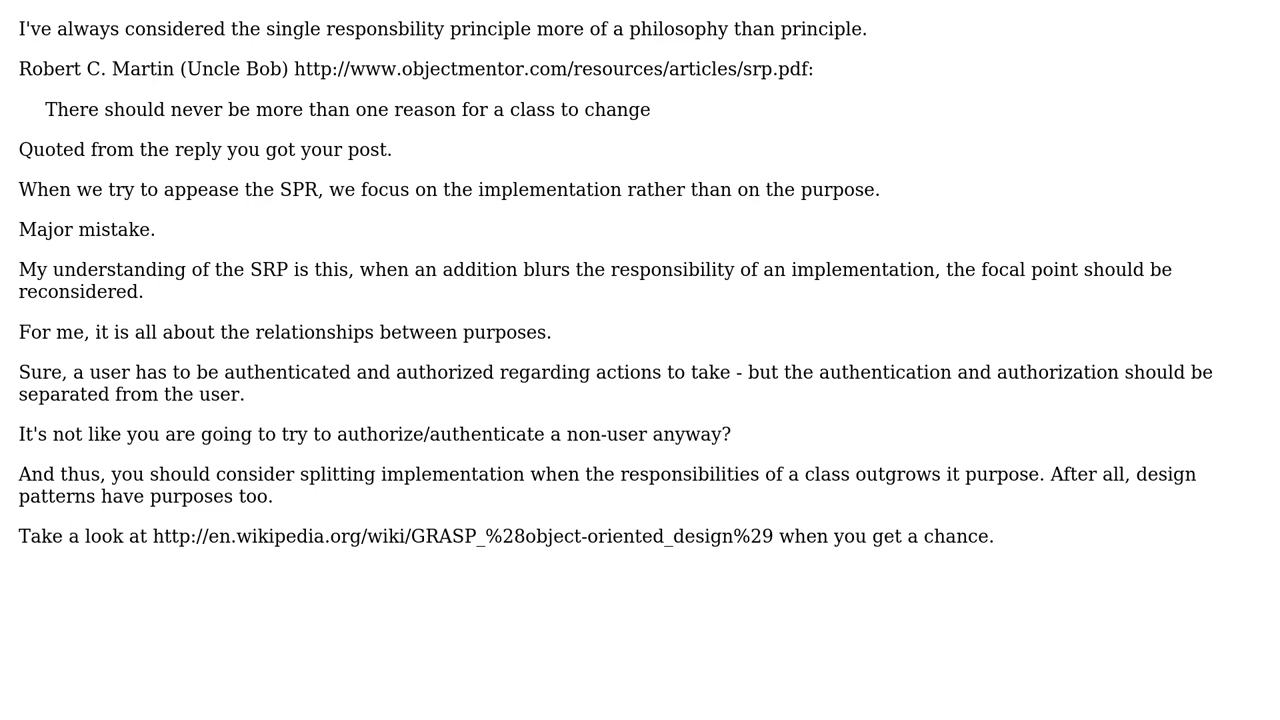 I've always considered the single responsbility principle more of a philosophy than principle.
Robert C. Martin (Uncle Bob) http://www.objectmentor.com/resources/articles/srp.pdf:
There should never be more than one reason for a class to change
Quoted from the reply you got your post.
When we try to appease the SPR, we focus on the implementation rather than on the purpose.
Major mistake.
My understanding of the SRP is this, when an addition blurs the responsibility of an implementation, the focal point should be
reconsidered.
For me, it is all about the relationships between purposes.
Sure, a user has to be authenticated and authorized regarding actions to take - but the authentication and authorization should be
separated from the user.
It's not like you are going to try to authorize/authenticate a non-user anyway?
And thus, you should consider splitting implementation when the responsibilities of a class outgrows it purpose. After all, design
patterns have purposes too.
Take a look at http://en.wikipedia.org/wiki/GRASP_%28object-oriented_design%29 when you get a chance.